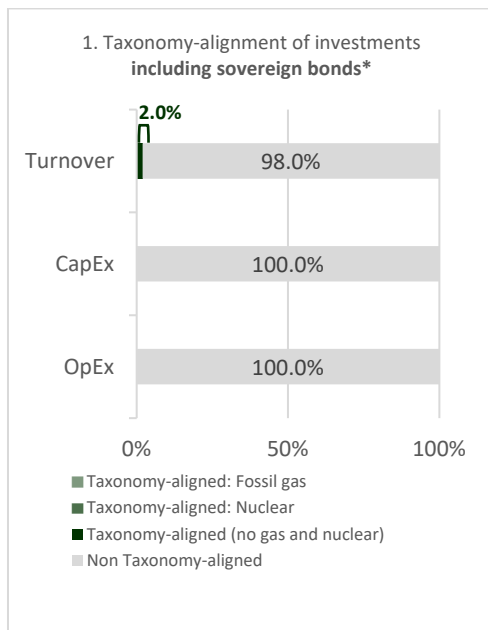 1. Taxonomy-alignment of investments
including sovereign bonds*
2.0%
Turnover
98.0%
CapEx
100.0%
OpEx
100.0%
0%
50%
100%
Taxonomy-aligned: Fossil gas
Taxonomy-aligned: Nuclear
Taxonomy-aligned (no gas and nuclear)
Non Taxonomy-aligned